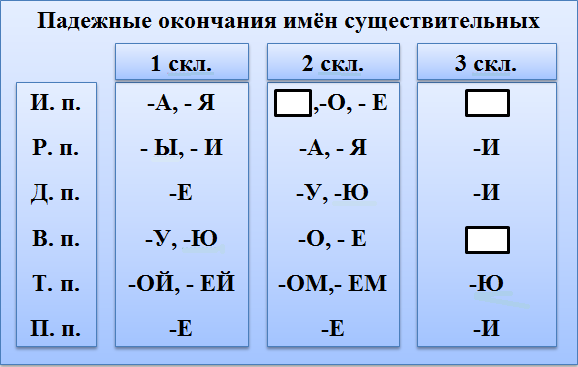 Падежные окончания имён существительных
1 скл. 2 скл. 3 скл.
И. п. -А, - Я ,-О, - Е
Р. п. - Ы, - И -А, - Я -И
Д. п. -Е -У, -Ю -И
В. п. -У, -Ю -О, - Е
Т. п. -ОЙ, - ЕЙ -ОМ,- ЕМ -Ю
П. п. -Е -Е -И